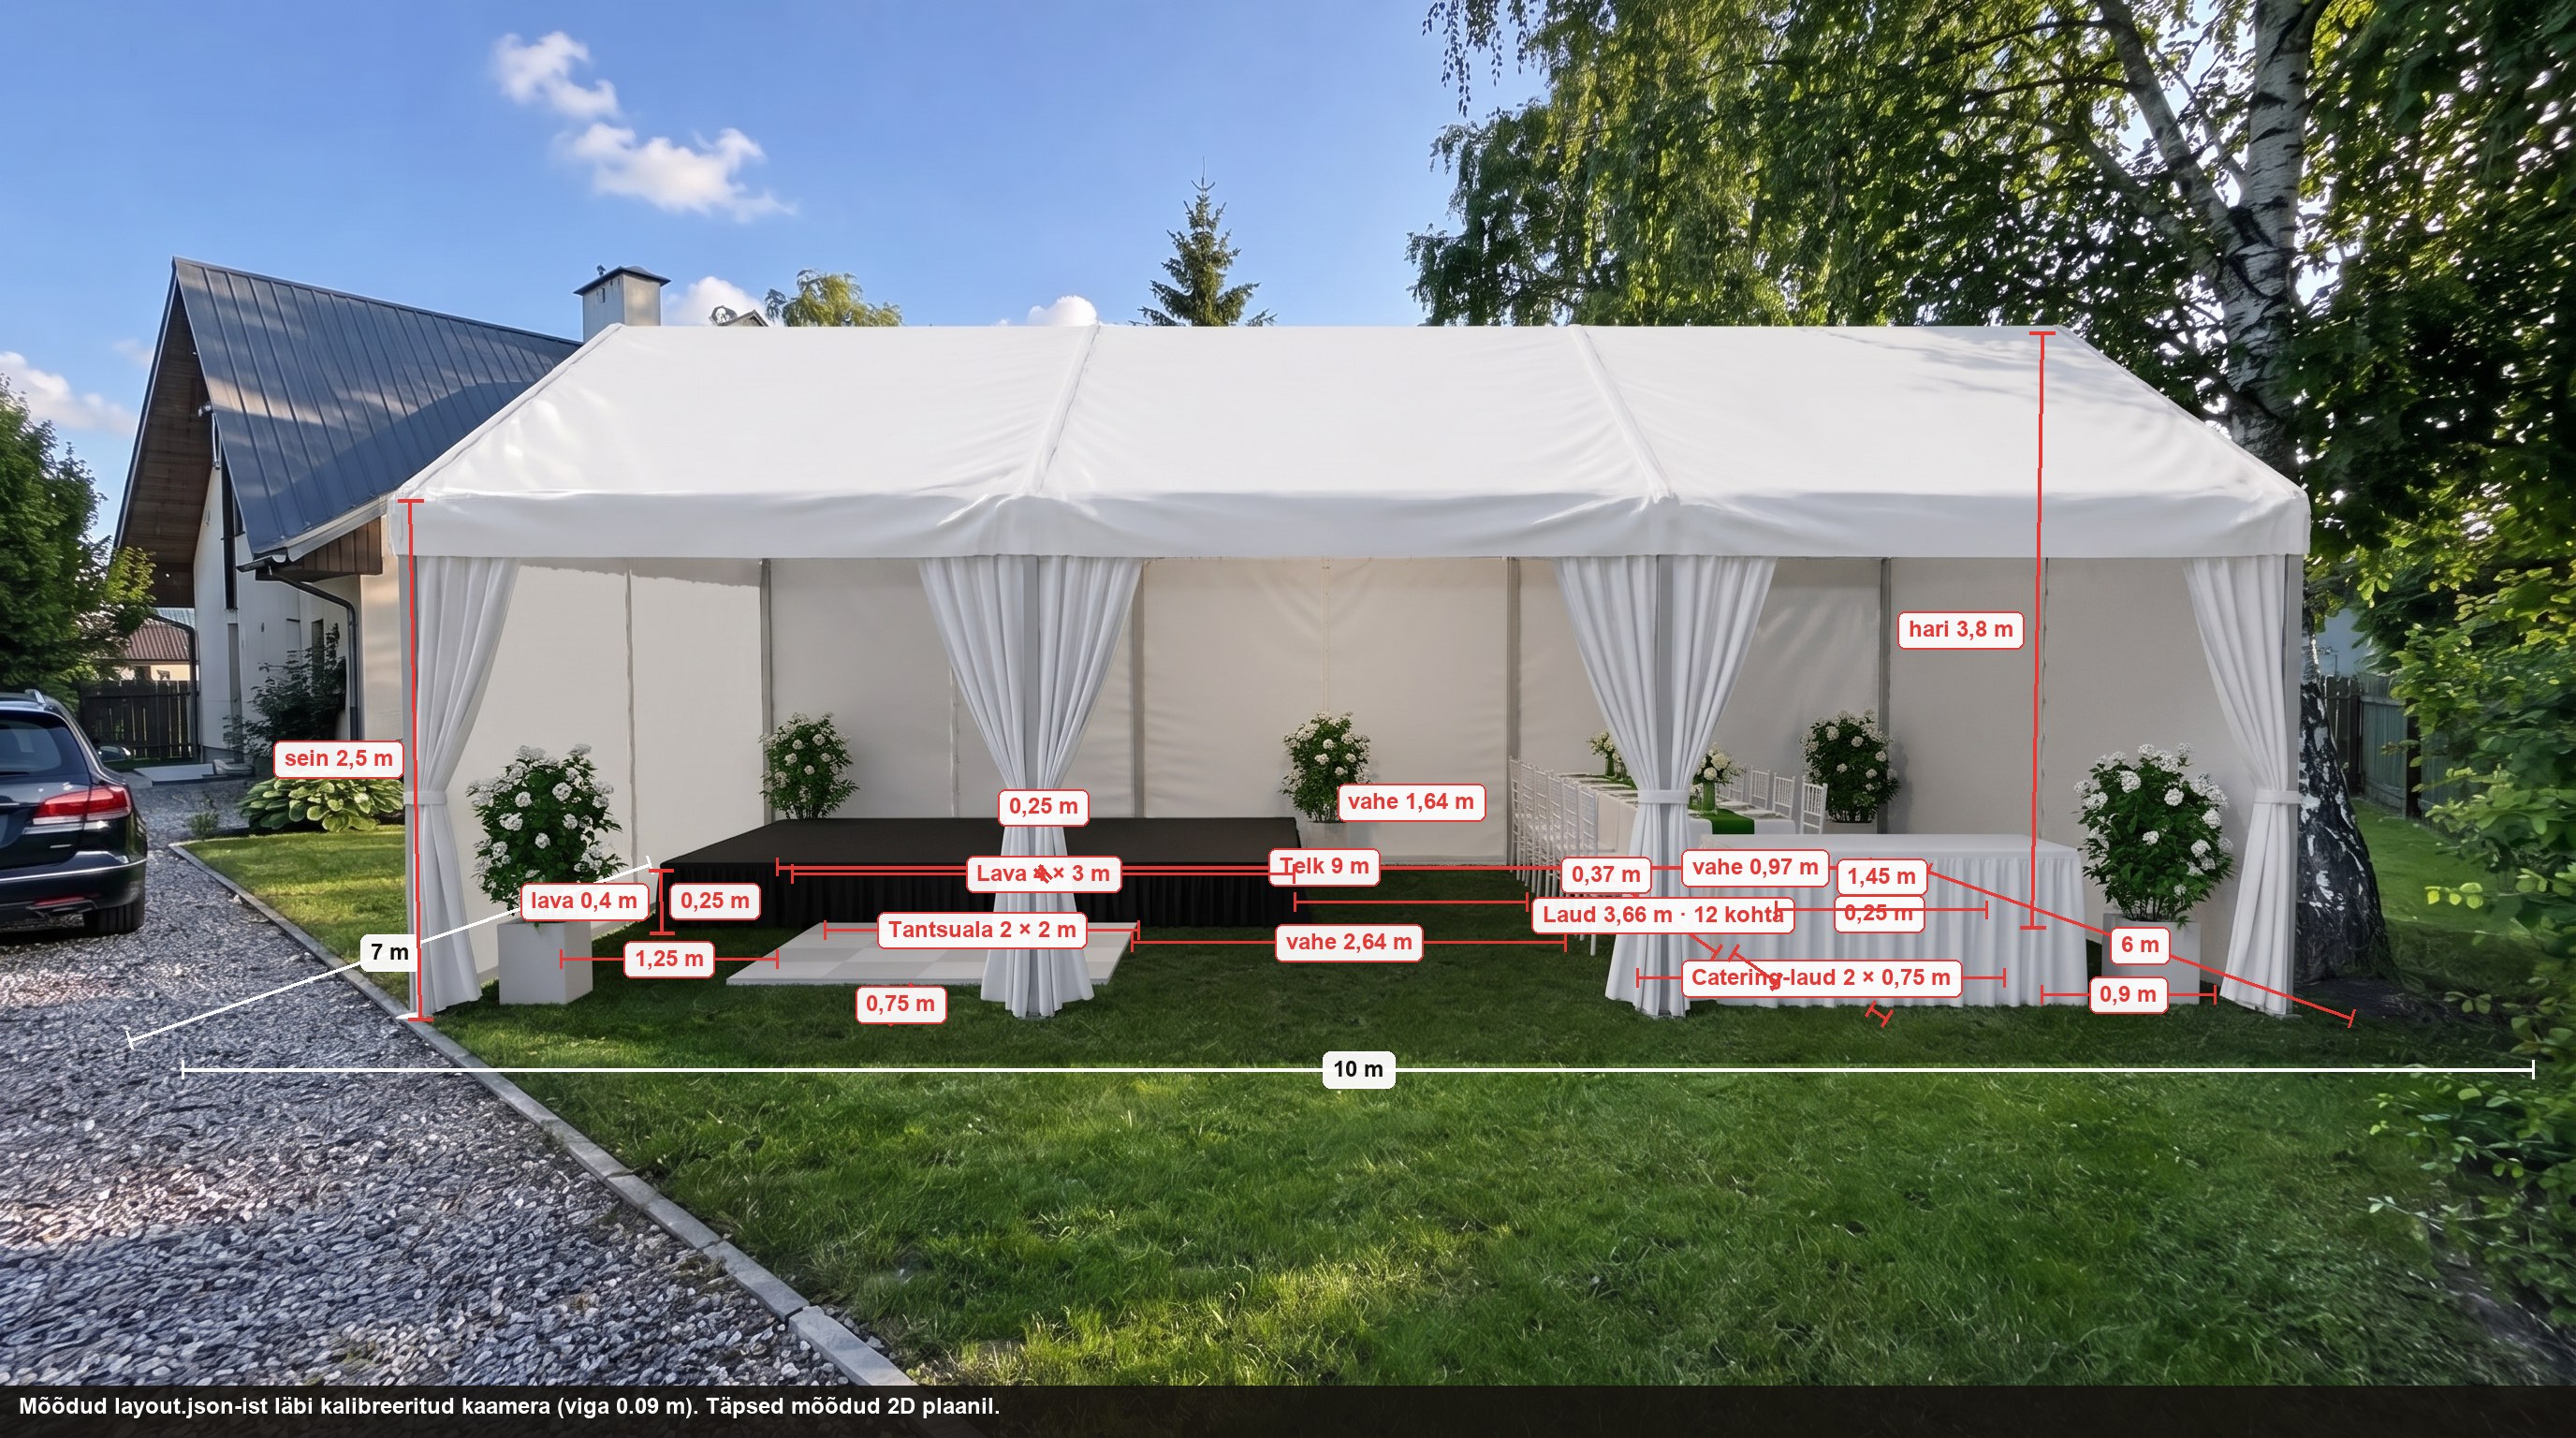 hari 3,8 m
sein 2,5 m
0,25 m
vahe 1,64 m
Lava × 3 m
Telk 9 m
0,37 m
vahe 0,97 m
1,45 m
lava 0,4 m
0,25 m
Laud 3,66 m · 12 kohta
0,25 m
Tantsuala 2 × 2 m
vahe 2,64 m
6 m
7 m
1,25 m
Catering-laud 2 × 0,75 m
0,9 m
0,75 m
10 m
Mõõdud layout.json-ist läbi kalibreeritud kaamera (viga 0.09 m). Täpsed mõõdud 2D plaanil.